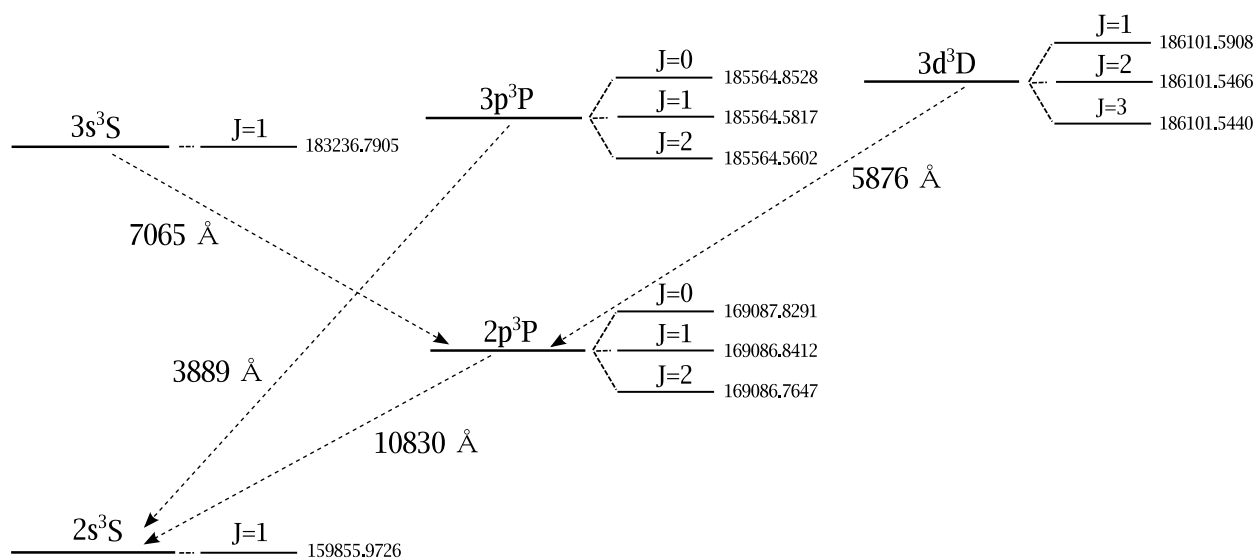 J=1
186101.5908
J=0
3d³D
J=2
186101.5466
185564.8528
3p³P
J=1
185564.5817
J=3
186101.5440
3s³S
J=1
183236.7905
J=2
185564.5602
5876 Å
7065 Å
J=0
169087.8291
2p³P
J=1
169086.8412
3889 Å
J=2
169086.7647
10830 Å
2s³S
J=1
159855.9726